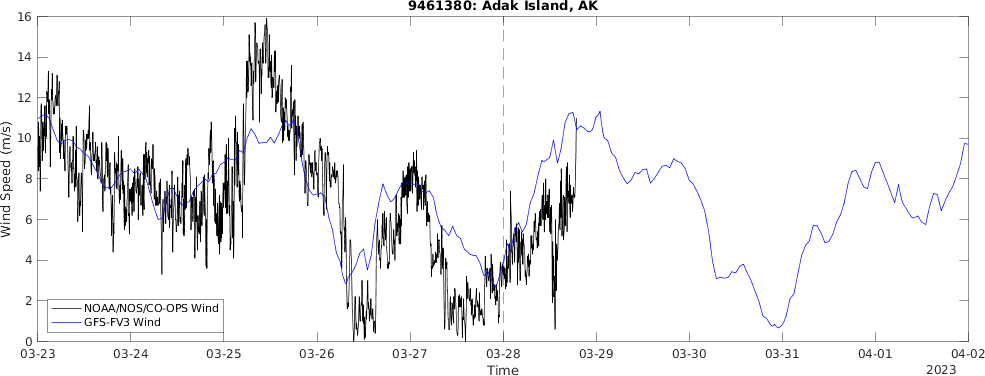 9461380: Adak Island, AK
Wind Speed (m/s)
16
14
12
10
8
6
4
2
0
NOAA/NOS/CO-OPS Wind
GFS-FV3 Wind
03-23 03-24 03-25 03-26 03-27 03-28 03-29 03-30 03-31 04-01 04-02
Time
2023